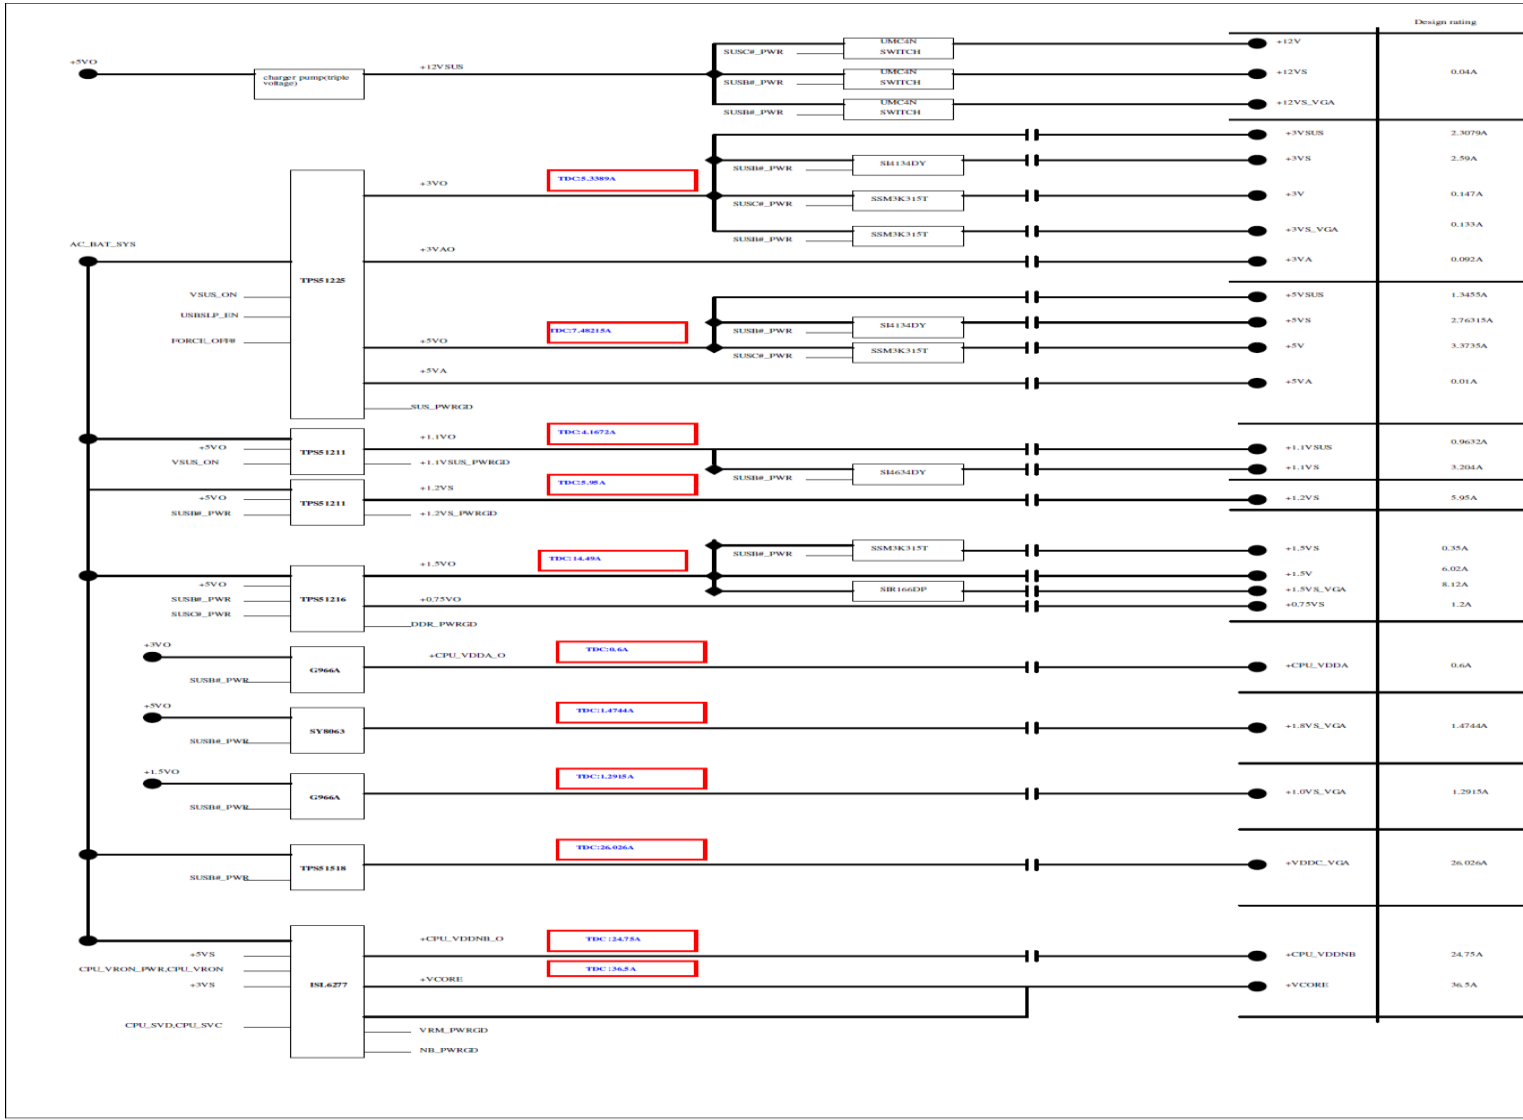 Design rating
+5VO
charger pump(triple
voltage)
+12VSUS
SUSC#_PWR
UMC4N
SWITCH
+12V
SUSB#_PWR
UMC4N
SWITCH
+12VS
0.04A
SUSB#_PWR
UMC4N
SWITCH
+12VS_VGA
+3VSUS
2.3079A
+3VO
TDC:5.3389A
SUSB#_PWR
SI4134DY
+3VS
2.59A
SUSC#_PWR
SSM3K315T
+3V
0.147A
SUSB#_PWR
SSM3K315T
+3VS_VGA
0.133A
AC_BAT_SYS
+3VAO
+3VA
0.092A
TPS51225
VSUS_ON
USBSLP_EN
FORCE_OFF#
+5VSUS
1.3455A
TDC:7.48215A
SUSB#_PWR
SI4134DY
+5VS
2.76315A
+5VO
SUSC#_PWR
SSM3K315T
+5V
3.3735A
+5VA
+5VA
0.01A
SUS_PWRGD
+5VO
VSUS_ON
TPS51211
+1.1VO
+1.1VSUS_PWRGD
TDC:4.1672A
+1.1VSUS
0.9632A
SUSB#_PWR
SI4634DY
+1.1VS
3.204A
+5VO
SUSB#_PWR
TPS51211
+1.2VS
+1.2VS_PWRGD
TDC:5.95A
+1.2VS
5.95A
SUSB#_PWR
SSM3K315T
+1.5VS
0.35A
+1.5VO
TDC:14.49A
+1.5V
6.02A
+5VO
SUSB#_PWR
SUSC#_PWR
TPS51216
SIR166DP
+1.5VS_VGA
8.12A
+0.75VO
+0.75VS
1.2A
DDR_PWRGD
+3VO
SUSB#_PWR
G966A
+CPU_VDDA_O
TDC:0.6A
+CPU_VDDA
0.6A
+5VO
SUSB#_PWR
SY8063
TDC:1.4744A
+1.8VS_VGA
1.4744A
+1.5VO
SUSB#_PWR
G966A
TDC:1.2915A
+1.0VS_VGA
1.2915A
SUSB#_PWR
TPS51518
TDC:26.026A
+VDDC_VGA
26.026A
+CPU_VDDNB_O
TDC :24.75A
+5VS
+CPU_VDDNB
24.75A
CPU_VRON_PWR,CPU_VRON
TDC :36.5A
+3VS
ISL6277
+VCORE
+VCORE
36.5A
CPU_SVD,CPU_SVC
VRM_PWRGD
NB_PWRGD